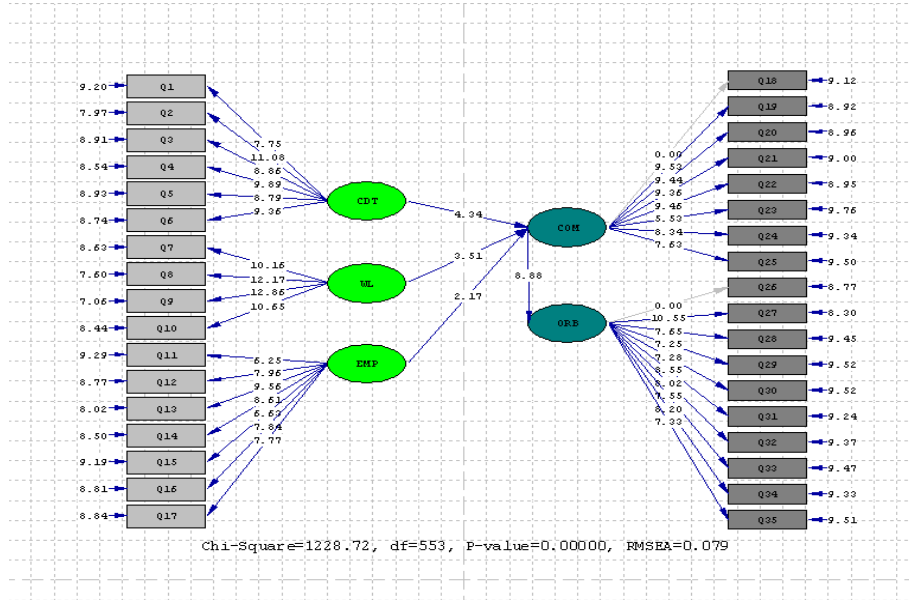 9.20 Q1
7.97 Q2
8.91 Q3
8.54 Q4
8.93 Q5
8.74 Q6
8.63 Q7
7.60 Q8
7.06 Q9
8.44 Q10
9.29 Q11
8.77 Q12
8.02 Q13
8.50 Q14
9.19 Q15
8.81 Q16
8.84 Q17
7.75
11.08
8.86
9.89
8.79
9.36
10.16
12.17
12.86
10.65
6.25
7.96
9.56
8.61
6.63
7.84
7.77
CDT
WL
EMP
4.34
3.51
2.17
COM
8.88
ORB
0.00
9.53
9.44
9.36
9.46
5.53
8.34
7.63
0.00
10.55
7.65
7.25
7.28
8.55
8.02
7.55
8.20
7.33
Q18 9.12
Q19 8.92
Q20 8.96
Q21 9.00
Q22 8.95
Q23 9.76
Q24 9.34
Q25 9.50
Q26 8.77
Q27 8.30
Q28 9.45
Q29 9.52
Q30 9.52
Q31 9.24
Q32 9.37
Q33 9.47
Q34 9.33
Q35 9.51
Chi-Square=1228.72, df=553, P-value=0.00000, RMSEA=0.079